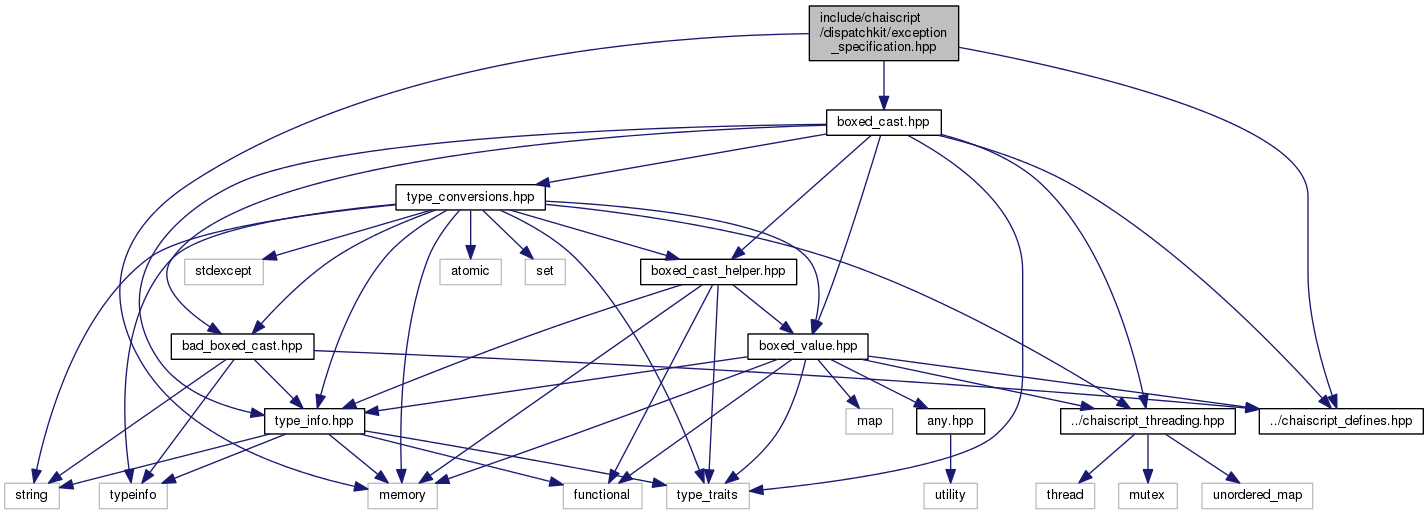 include/chaiscript
/dispatchkit/exception
_specification.hpp
boxed_cast.hpp
type_conversions.hpp
stdexcept
atomic
set
boxed_cast_helper.hpp
bad_boxed_cast.hpp
boxed_value.hpp
type_info.hpp
map
any.hpp
../chaiscript_threading.hpp
../chaiscript_defines.hpp
string
typeinfo
memory
functional
type_traits
utility
thread
mutex
unordered_map